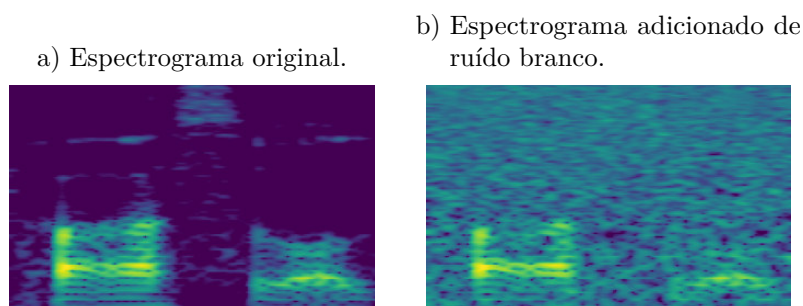 a) Espectrograma original.
b) Espectrograma adicionado de
ruído branco.